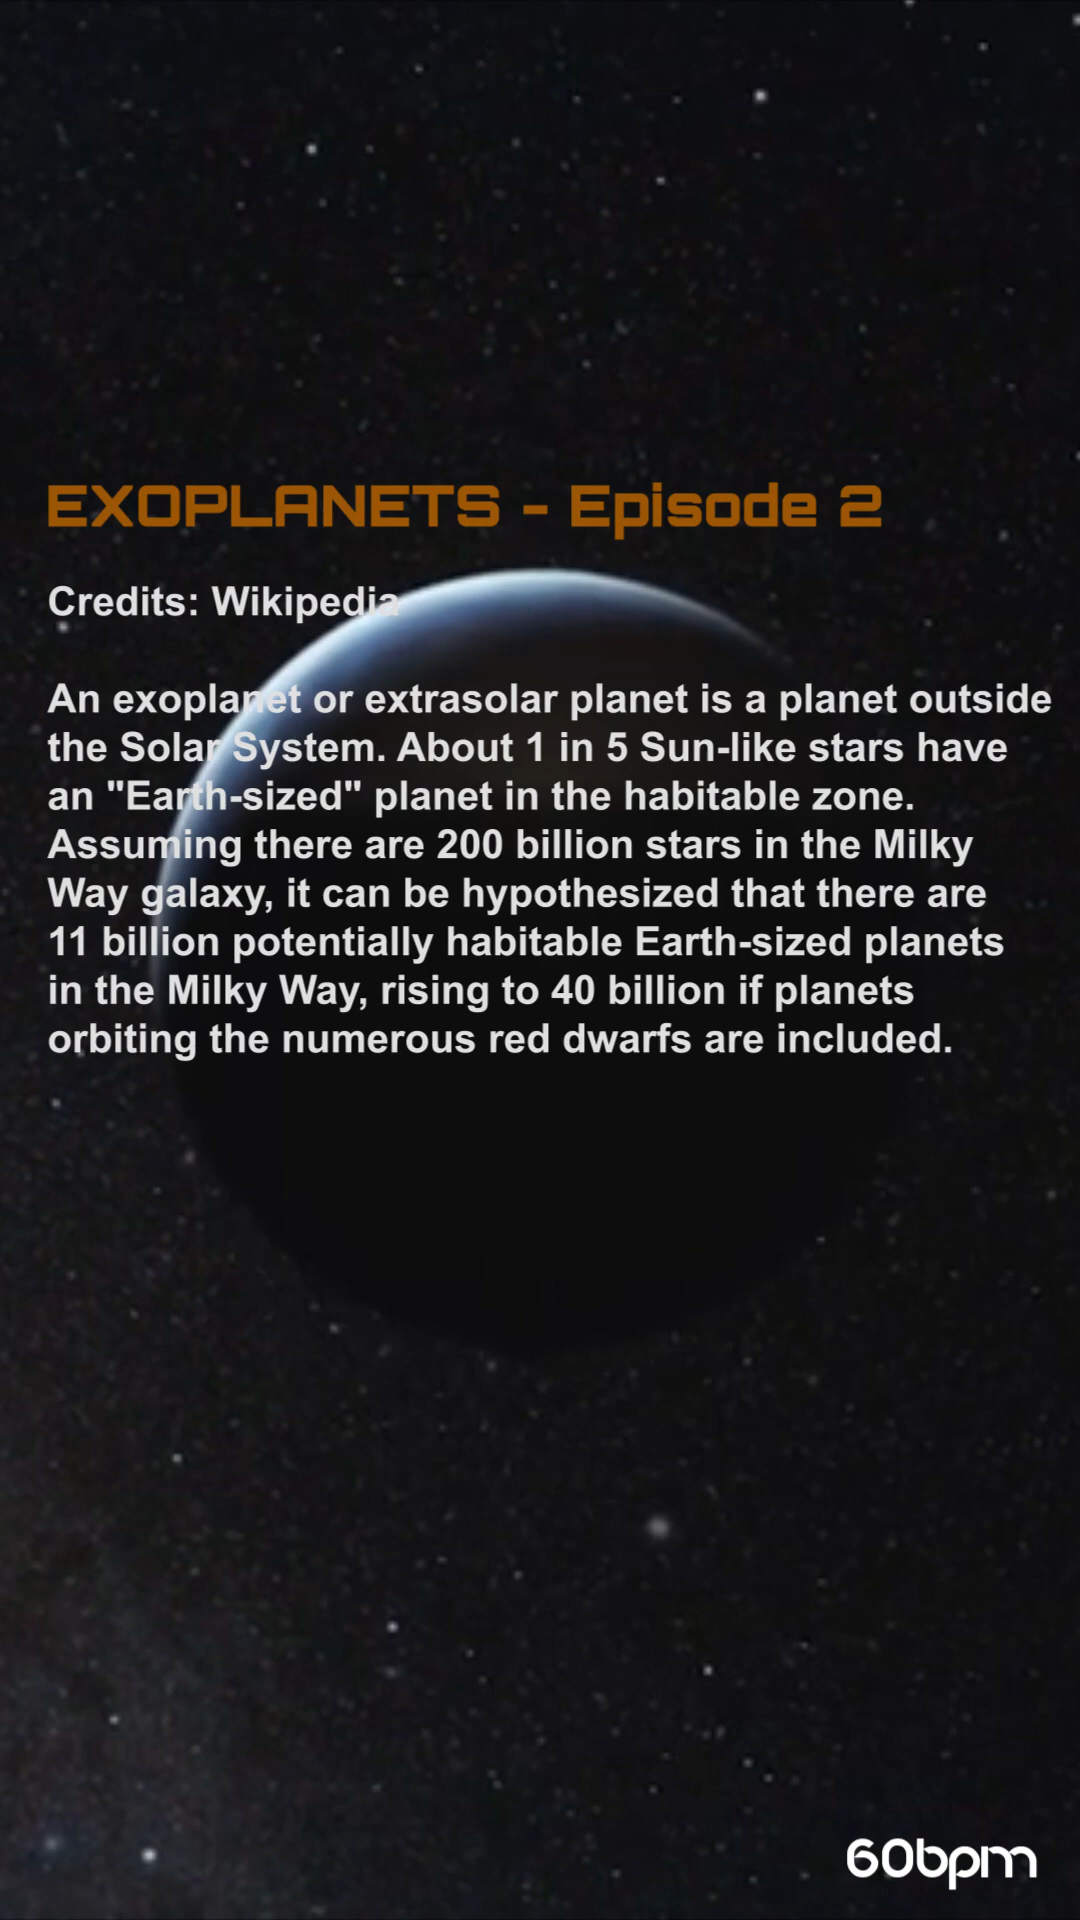 EXOPLANETS - Episode 2
Credits: Wikipedia
An exoplanet or extrasolar planet is a planet outside
the Solar System. About 1 in 5 Sun-like stars have
an "Earth-sized" planet in the habitable zone.
Assuming there are 200 billion stars in the Milky
Way galaxy, it can be hypothesized that there are
11 billion potentially habitable Earth-sized planets
in the Milky Way, rising to 40 billion if planets
orbiting the numerous red dwarfs are included.
60bpm